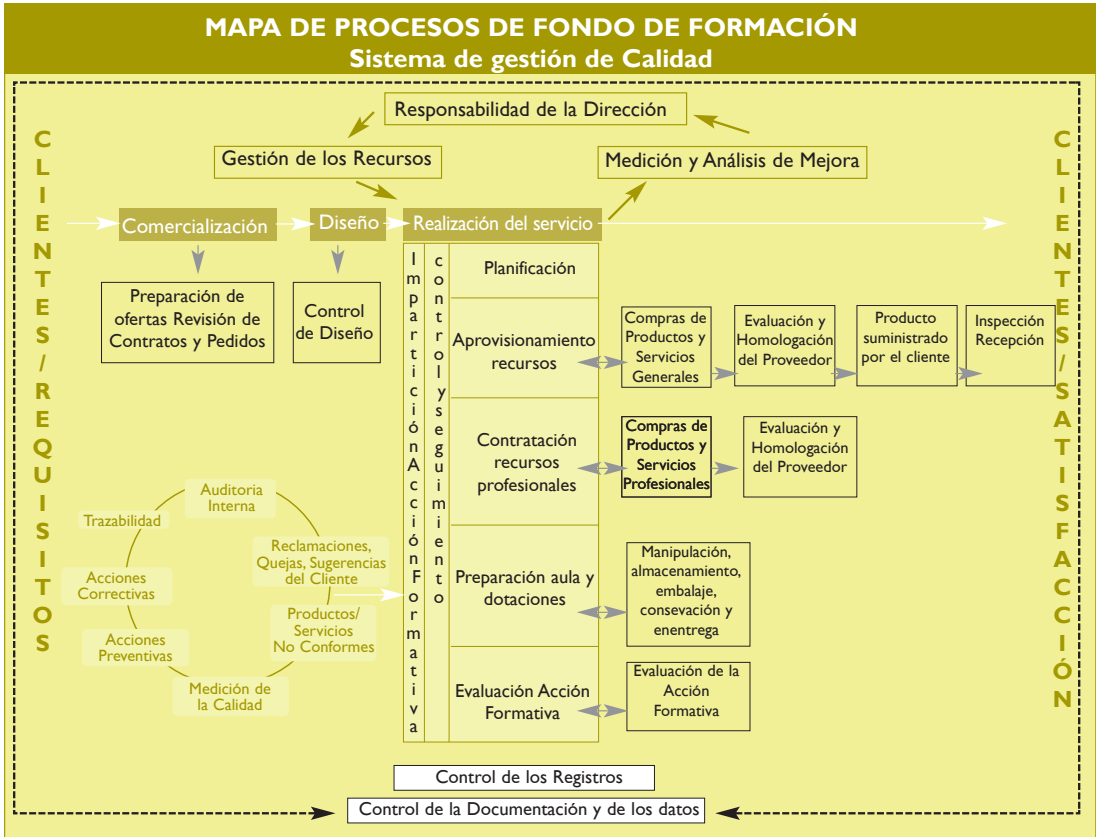 MAPA DE PROCESOS DE FONDO DE FORMACIÓN
Sistema de gestión de Calidad
CLIENTES/REQUISITOS
Responsabilidad de la Dirección
Gestión de los Recursos
Medición y Análisis de Mejora
Comercialización
Diseño
Realización del servicio
Preparación de
ofertas Revisión de
Contratos y Pedidos
Control
de Diseño
ImparticiónAcciónFormativa
controlyseguimiento
Planificación
Aprovisionamiento
recursos
Compras de
Productos y
Servicios
Generales
Evaluación y
Homologación
del Proveedor
Producto
suministrado
por el cliente
Inspección
Recepción
Contratación
recursos
profesionales
Compras de
Productos y
Servicios
Profesionales
Evaluación y
Homologación
del Proveedor
Preparación aula y
dotaciones
Manipulación,
almacenamiento,
embalaje,
consevación y
enentrega
Evaluación Acción
Formativa
Evaluación de la
Acción
Formativa
Auditoria
Interna
Trazabilidad
Reclamaciones,
Quejas, Sugerencias
del Cliente
Acciones
Correctivas
Productos/
Servicios
No Conformes
Acciones
Preventivas
Medición de
la Calidad
CLIENTES/SATISFACCIÓN
Control de los Registros
Control de la Documentación y de los datos